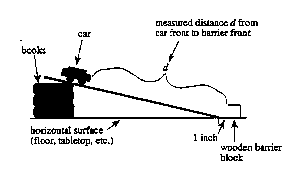 measured distance d from
car front to barrier front
car
books
d
horizontal surface
(floor, tabletop, etc.)
1 inch
wooden barrier
block